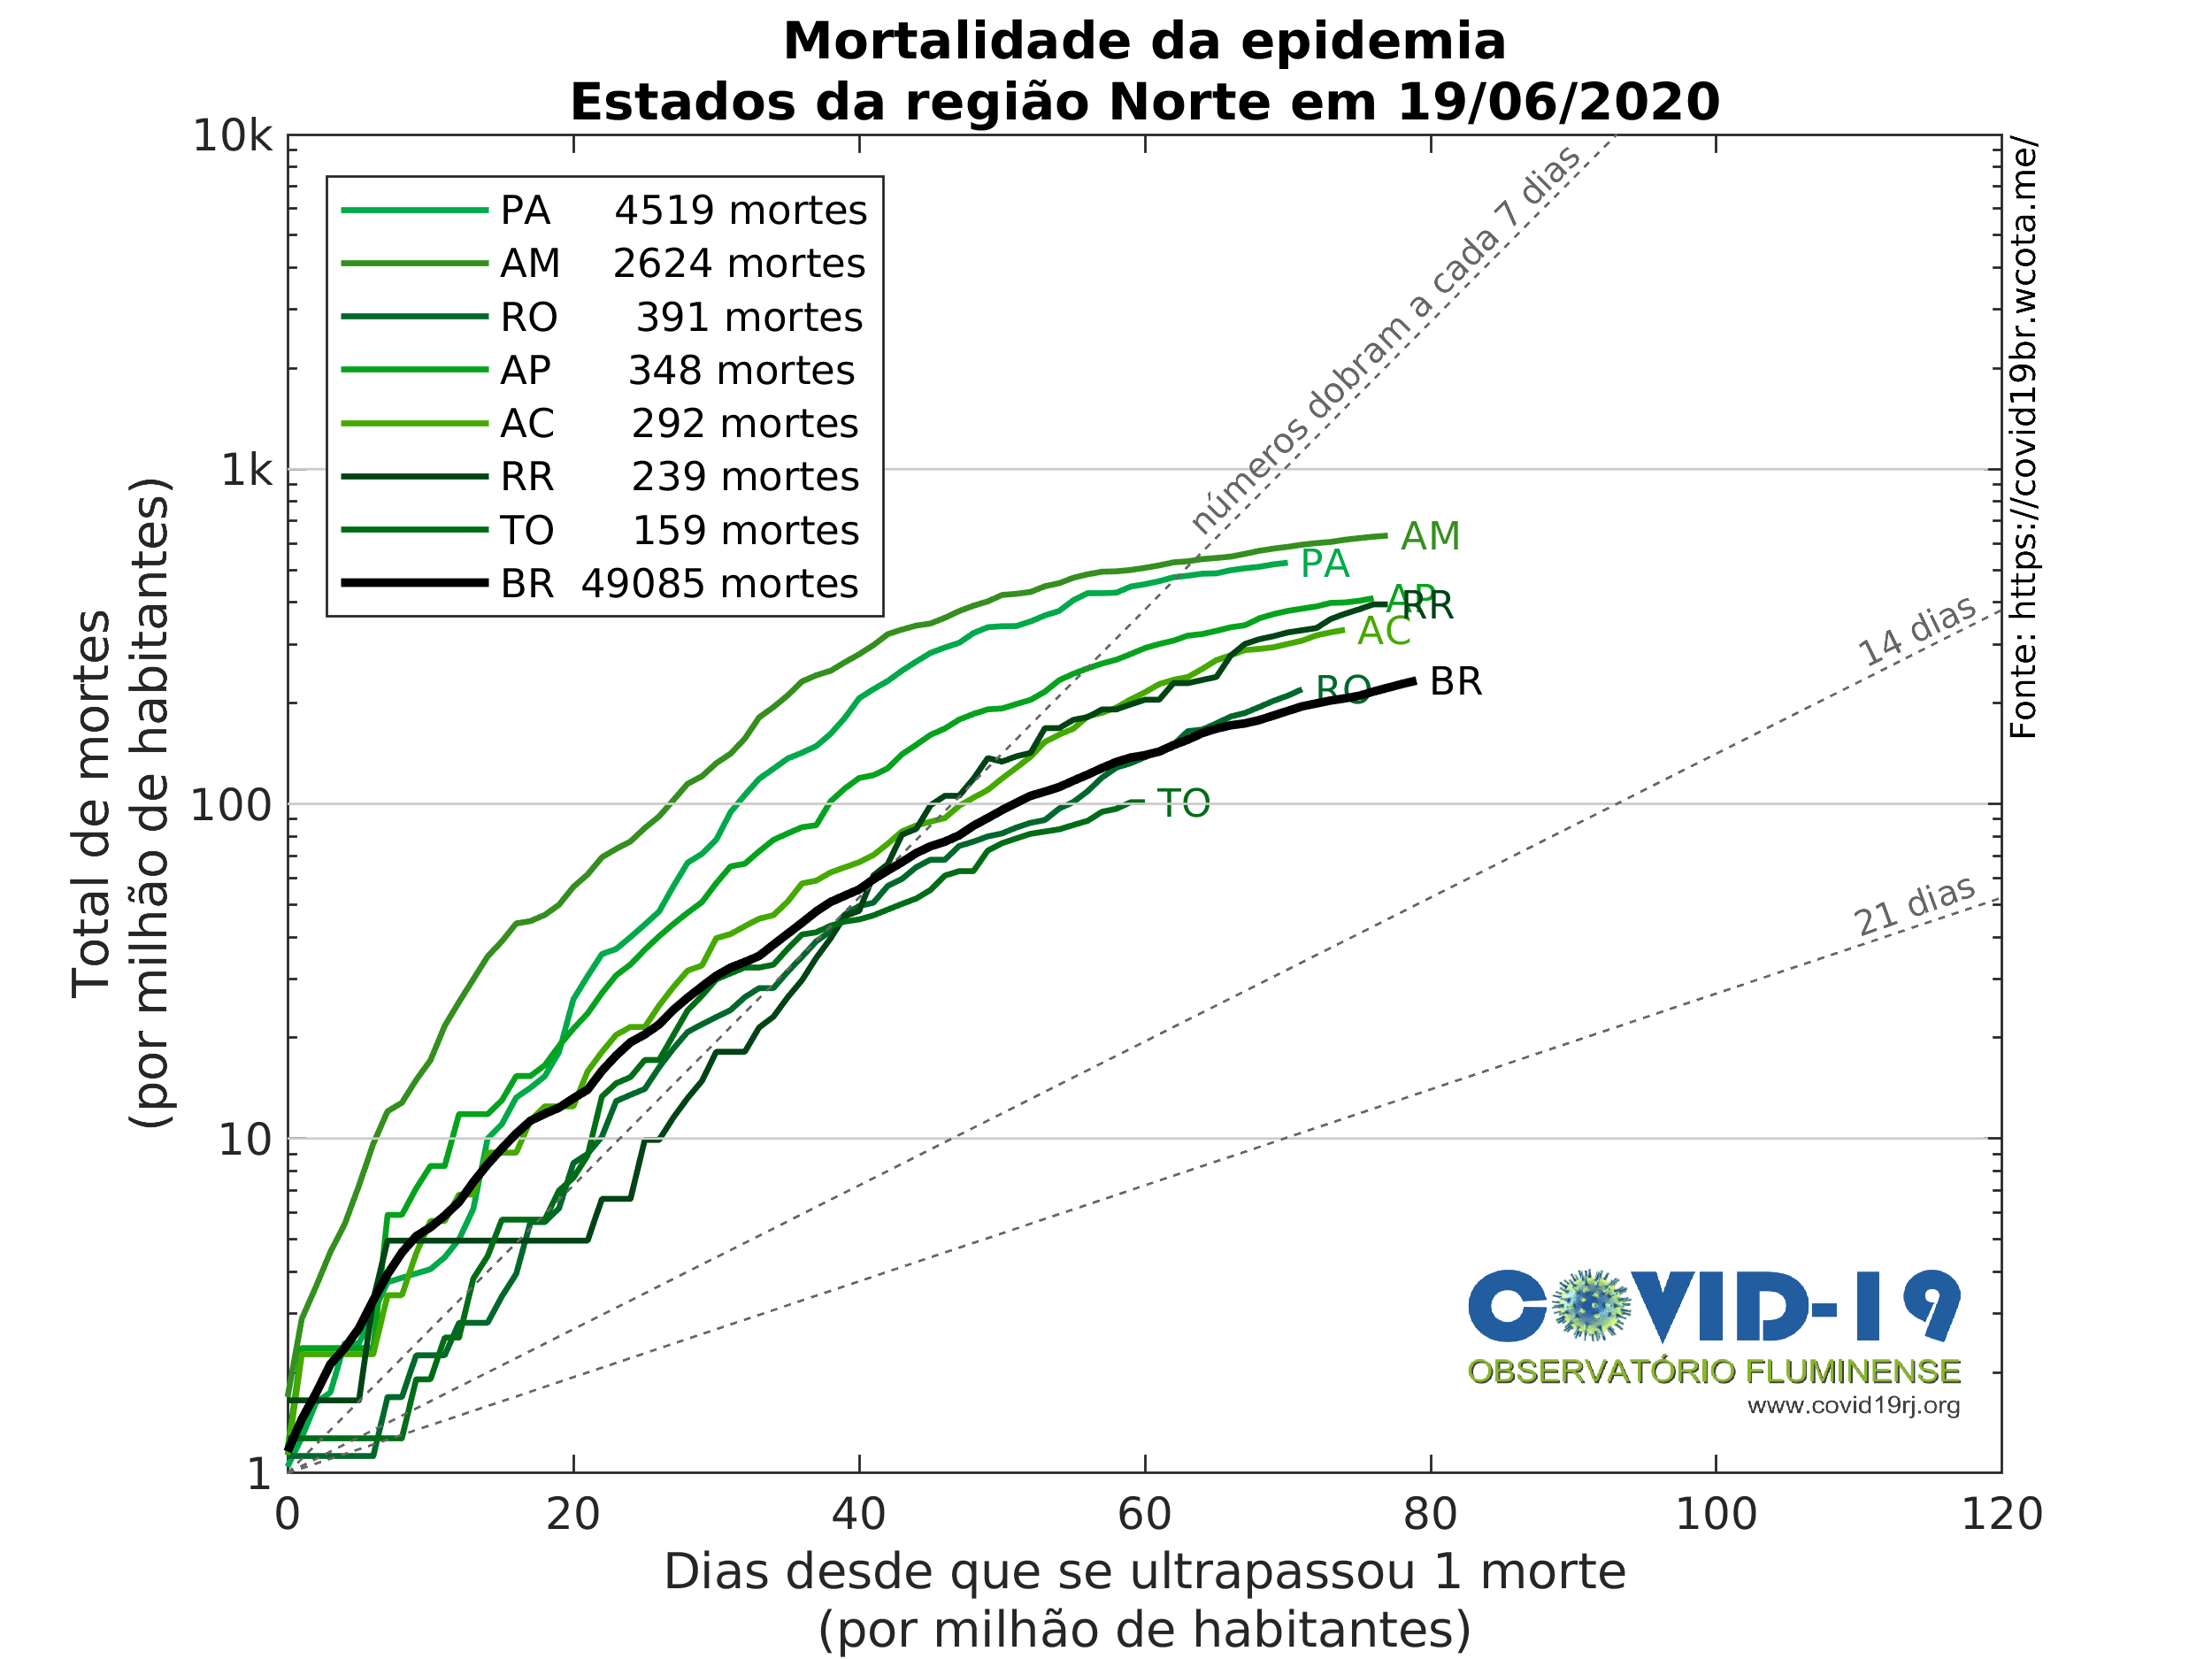 Mortalidade da epidemia
Estados da região Norte em 19/06/2020
10k
1k
100
10
1
Total de mortes
(por milhão de habitantes)
PA 4519 mortes
AM 2624 mortes
RO 391 mortes
AP 348 mortes
AC 292 mortes
RR 239 mortes
TO 159 mortes
BR 49085 mortes
números dobram a cada 7 dias
14 dias
21 dias
AM
PA
AP
RR
AC
RO
BR
TO
Fonte: https://covid19br.wcota.me/
COVID-19
OBSERVATÓRIO FLUMINENSE
www.covid19rj.org
0 20 40 60 80 100 120
Dias desde que se ultrapassou 1 morte
(por milhão de habitantes)